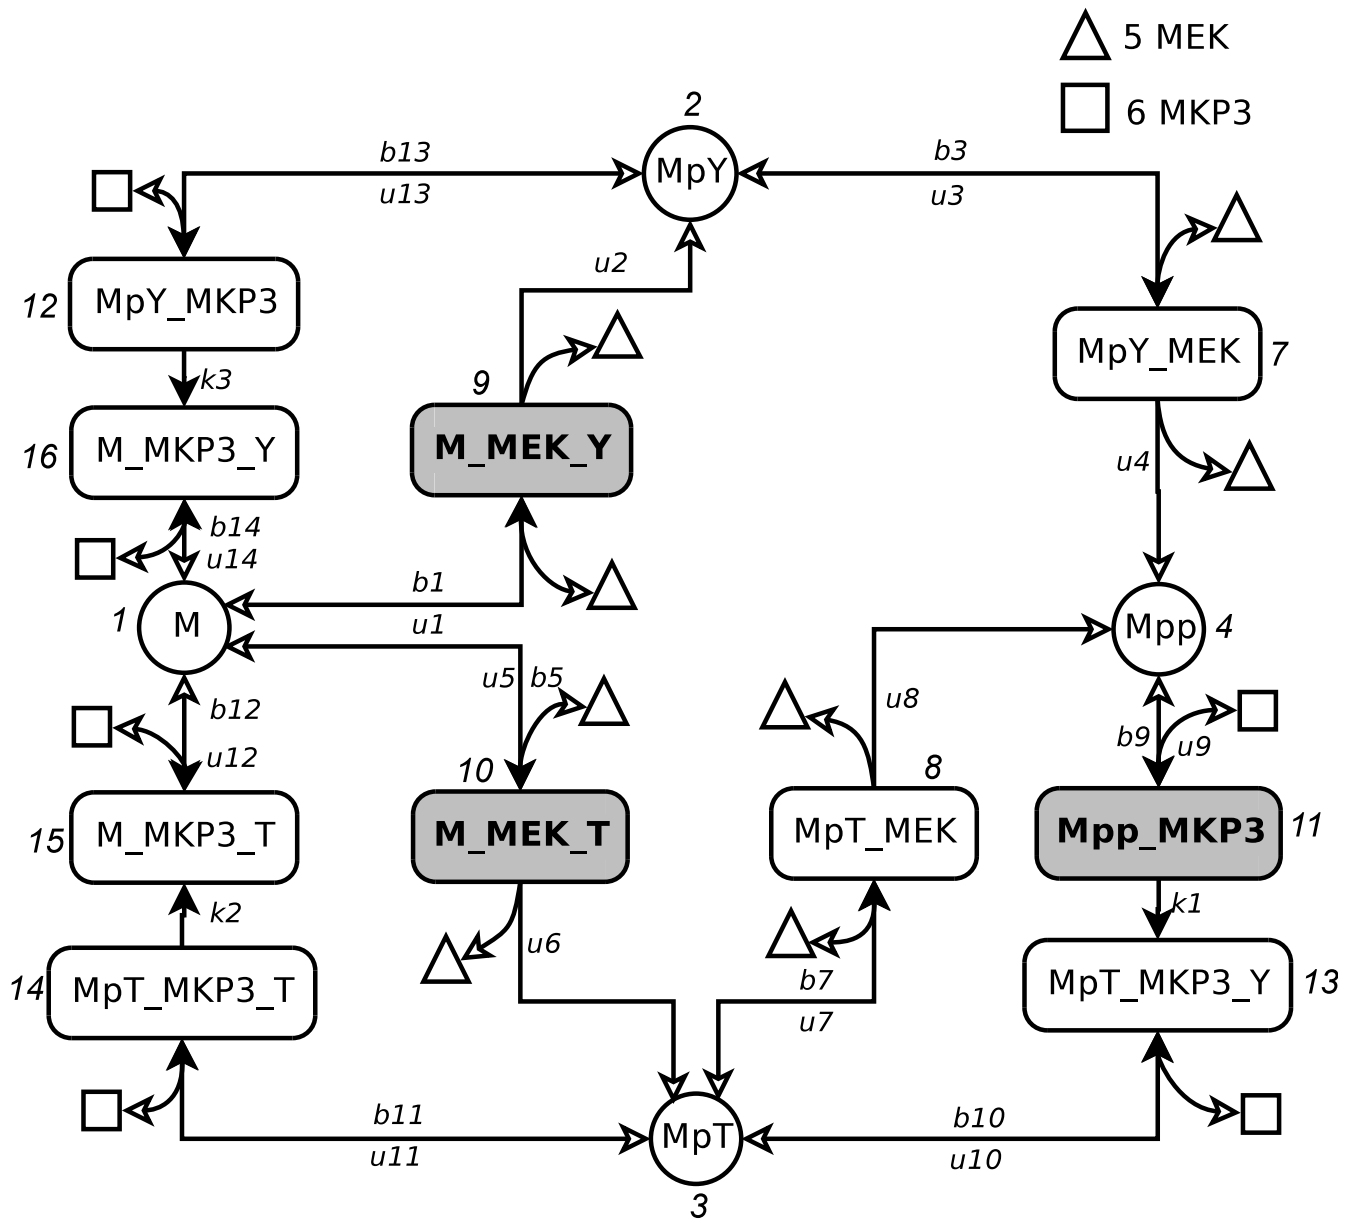 5 MEK
6 MKP3
2
MpY
b13
u13
b3
u3
u2
12
MpY_MKP3
MpY_MEK
7
k3
9
16
M_MKP3_Y
M_MEK_Y
u4
b14
u14
b1
u1
1
M
Mpp
4
u5 b5
b12
u12
u8
b9
u9
10
8
15
M_MKP3_T
M_MEK_T
MpT_MEK
Mpp_MKP3
11
k2
k1
u6
14
MpT_MKP3_T
b7
u7
MpT_MKP3_Y
13
b11
u11
MpT
b10
u10
3